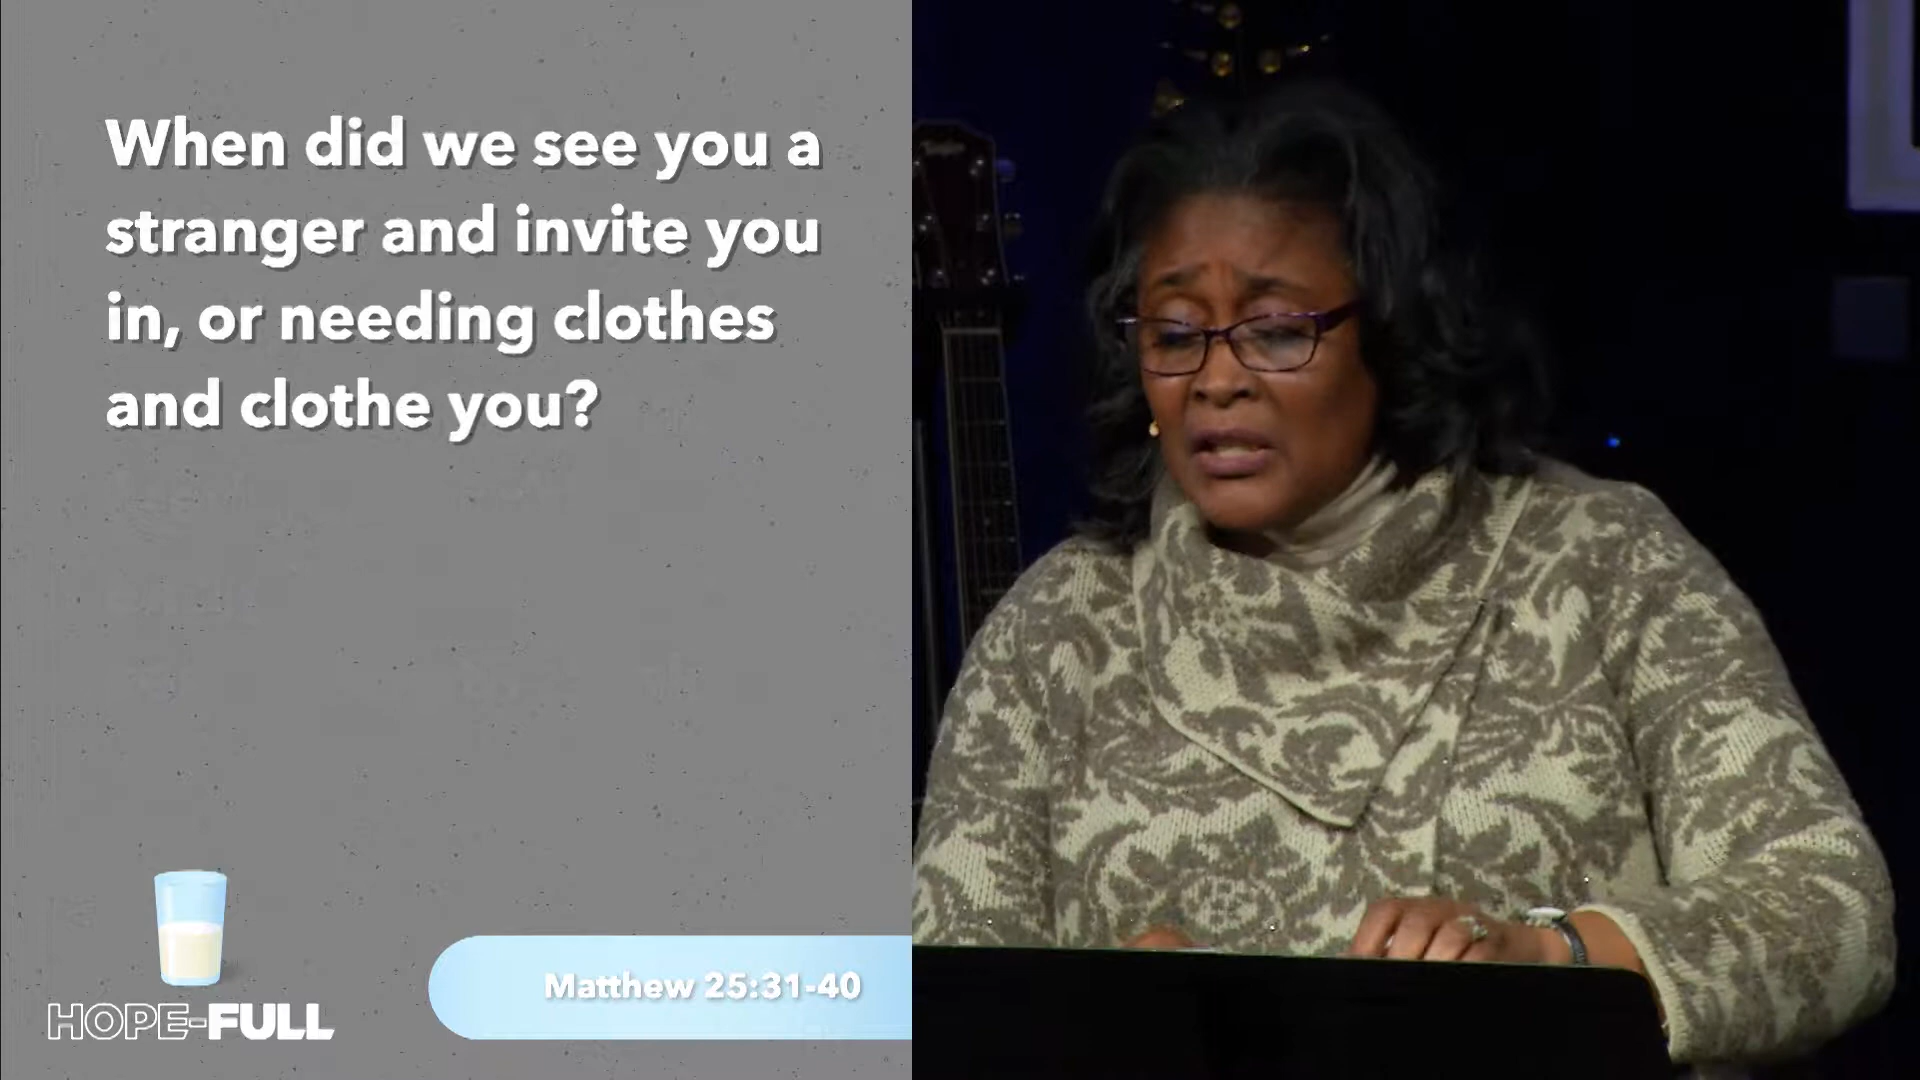 When did we see you a
stranger and invite you
in, or needing clothes
and clothe you?
HOPE-FULL
Matthew 25:31-40